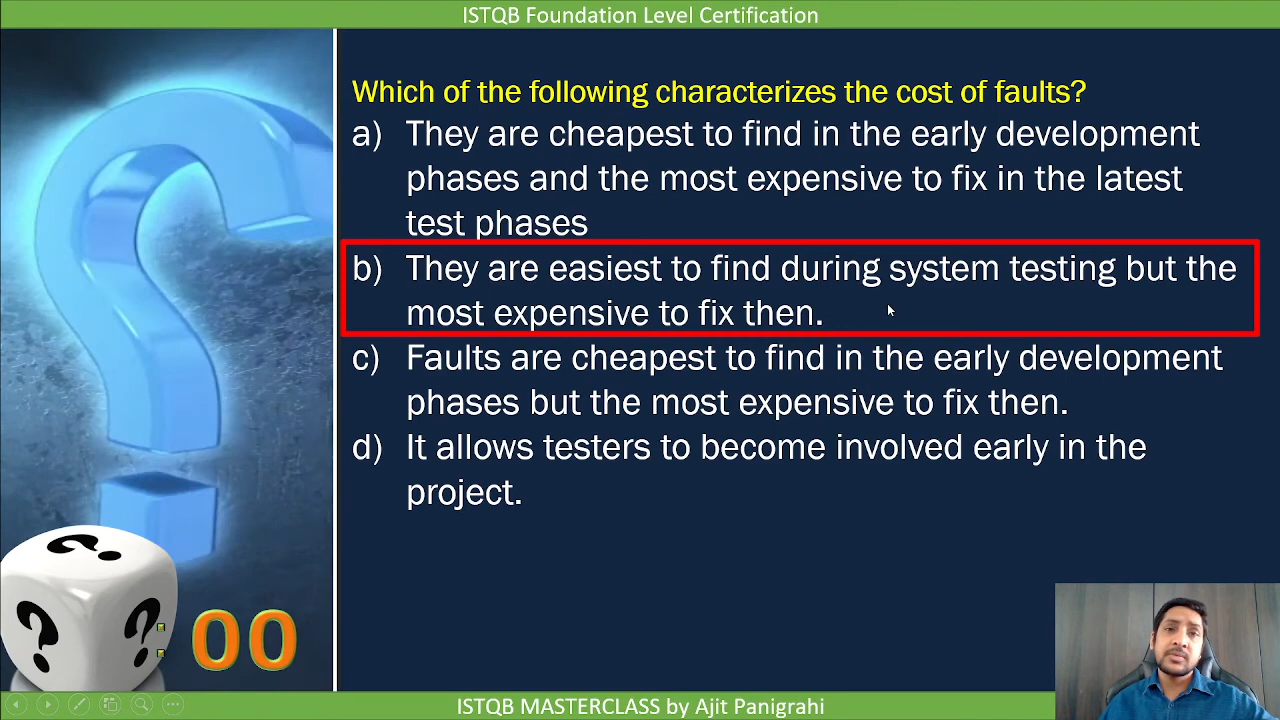 ISTQB Foundation Level Certification
Which of the following characterizes the cost of faults?
a) They are cheapest to find in the early development
phases and the most expensive to fix in the latest
test phases
b) They are easiest to find during system testing but the
most expensive to fix then.
c) Faults are cheapest to find in the early development
phases but the most expensive to fix then.
d) It allows testers to become involved early in the
project.
? ? ?
00
ISTQB MASTERCLASS by Ajit Panigrahi